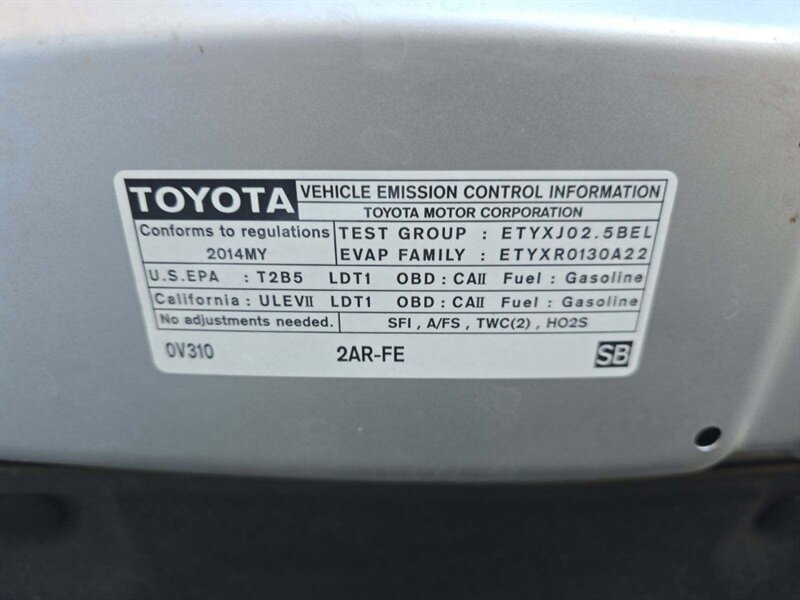 TOYOTA VEHICLE EMISSION CONTROL INFORMATION
TOYOTA MOTOR CORPORATION
Conforms to regulations TEST GROUP : ETYXJ02.5BEL
2014MY EVAP FAMILY : ETYXR0130A22
U.S.EPA : T2B5 LDT1 OBD : CAII Fuel : Gasoline
California : ULEVII LDT1 OBD : CAII Fuel : Gasoline
No adjustments needed. SFI , A/FS , TWC(2) , HO2S
0V310 2AR-FE SB